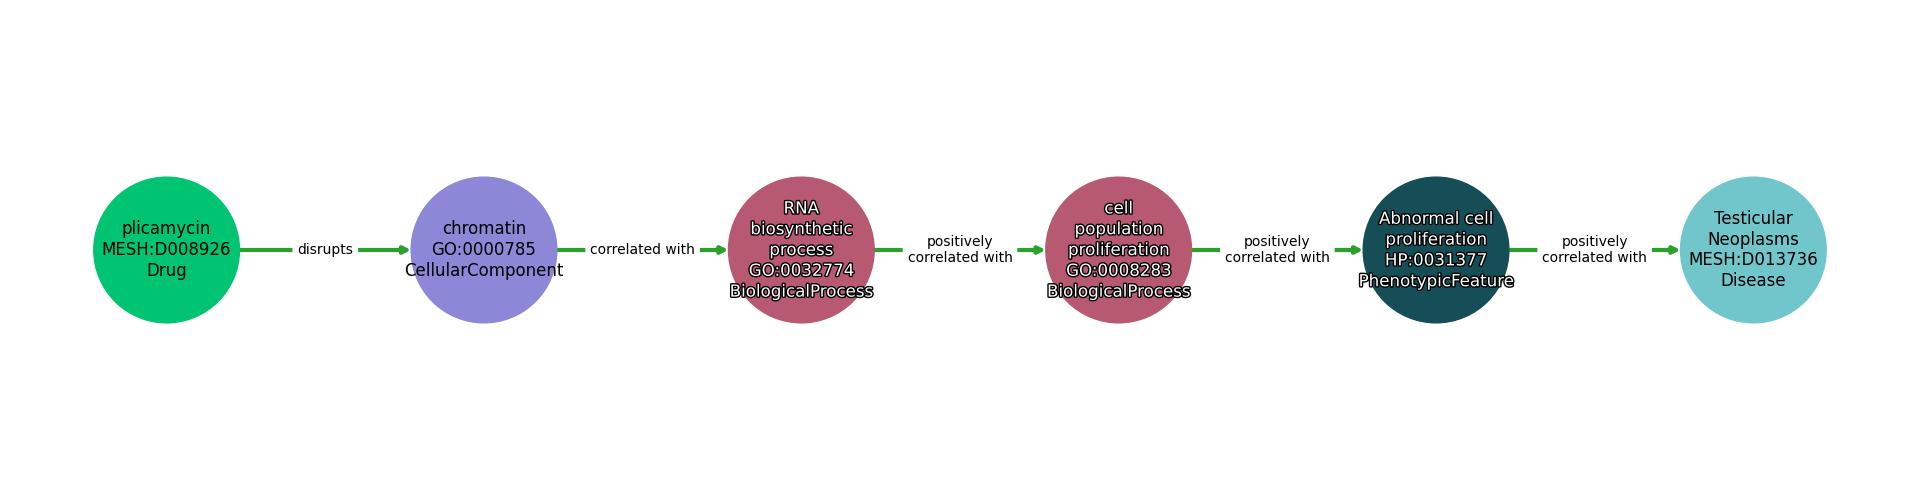 plicamycin
MESH:D008926
Drug
disrupts
chromatin
GO:0000785
CellularComponent
correlated with
RNA
biosynthetic
process
GO:0032774
BiologicalProcess
positively
correlated with
cell
population
proliferation
GO:0008283
BiologicalProcess
positively
correlated with
Abnormal cell
proliferation
HP:0031377
PhenotypicFeature
positively
correlated with
Testicular
Neoplasms
MESH:D013736
Disease